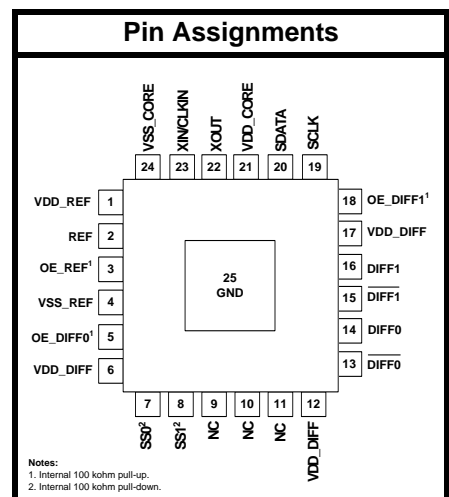 Pin Assignments
VSS_CORE
XIN/CLKIN
XOUT
VDD_CORE
SDATA
SCLK
24 23 22 21 20 19
VDD_REF 1
REF 2
OE_REF¹ 3
VSS_REF 4
OE_DIFF0¹ 5
VDD_DIFF 6
25
GND
18 OE_DIFF1¹
17 VDD_DIFF
16 DIFF1
15 D̅I̅F̅F̅1̅
14 DIFF0
13 D̅I̅F̅F̅0̅
7 8 9 10 11 12
SS0²
SS1²
NC
NC
NC
VDD_DIFF
Notes:
1. Internal 100 kohm pull-up.
2. Internal 100 kohm pull-down.